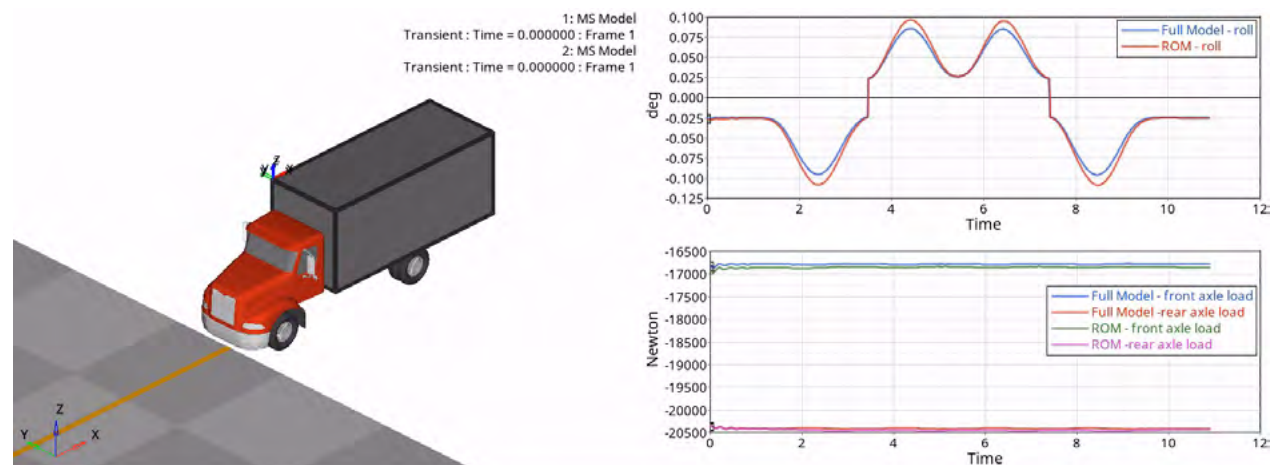 1: MS Model
Transient : Time = 0.000000 : Frame 1
2: MS Model
Transient : Time = 0.000000 : Frame 1
Z
Y X
Z
Y X
0.100
0.075
0.050
0.025
0.000
-0.025
-0.050
-0.075
-0.100
-0.125
deg
Full Model - roll
ROM - roll
0 2 4 6 8 10 12
Time
-16500
-17000
-17500
-18000
-18500
-19000
-19500
-20000
-20500
Newton
Full Model - front axle load
Full Model -rear axle load
ROM - front axle load
ROM -rear axle load
0 2 4 6 8 10 12
Time